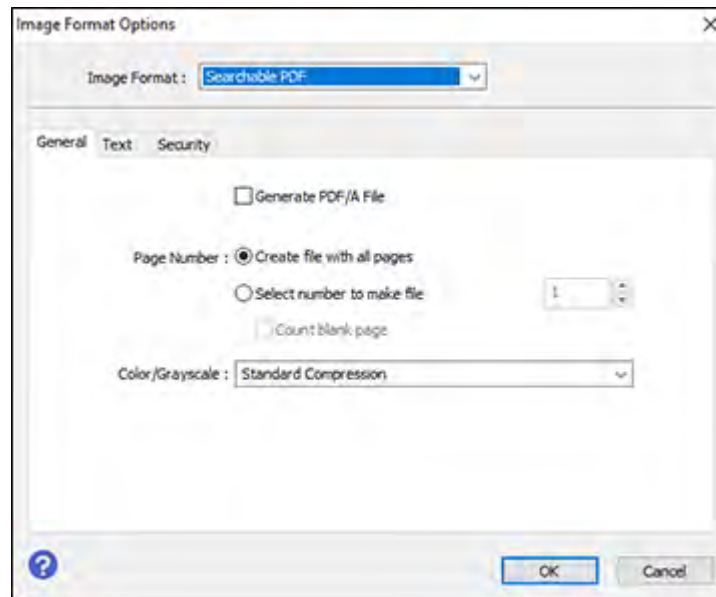 Image Format Options
Image Format : Searchable PDF
General Text Security
Generate PDF/A File
Page Number : Create file with all pages
Select number to make file 1
Count blank page
Color/Grayscale : Standard Compression
?
OK Cancel